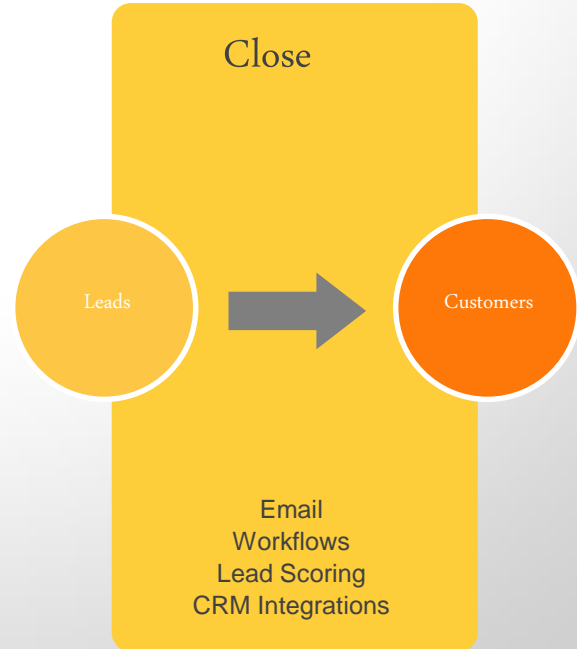 Close
Leads
Customers
Email
Workflows
Lead Scoring
CRM Integrations